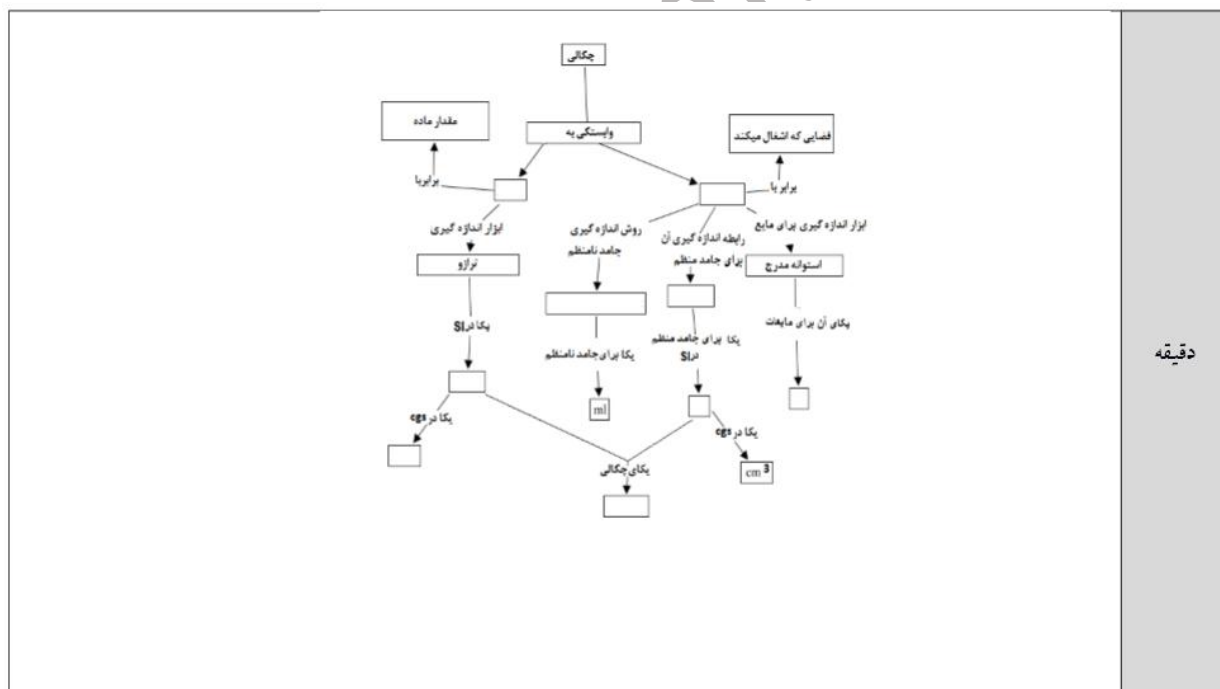 چگالی
مقدار ماده
وابستگی به
فضایی که اشغال میکند
برابر با
برابر با
ابزار اندازه گیری برای مایع
رابطه اندازه گیری آن
برای جامد منظم
روش اندازه گیری
جامد نامنظم
ابزار اندازه گیری
استوانه مدرج
ترازو
یکای آن برای مایعات
یکا در SI
یکا برای جامد منظم
در SI
یکا برای جامد نامنظم
دقیقه
ml
یکا در cgs
یکا در cgs
cm ³
یکای چگالی